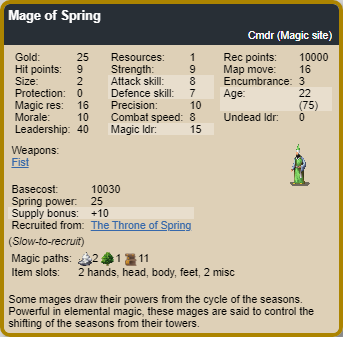 Mage of Spring
Cmdr (Magic site)
Gold: 25 Resources: 1 Rec points: 10000
Hit points: 9 Strength: 9 Map move: 16
Size: 2 Attack skill: 8 Encumbrance: 3
Protection: 0 Defence skill: 7 Age: 22
Magic res: 16 Precision: 10 (75)
Morale: 10 Combat speed: 8 Undead ldr: 0
Leadership: 40 Magic ldr: 15
Weapons:
Fist
Basecost: 10030
Spring power: 25
Supply bonus: +10
Recruited from: The Throne of Spring
(Slow-to-recruit)
Magic paths: 2 1 11
Item slots: 2 hands, head, body, feet, 2 misc
Some mages draw their powers from the cycle of the seasons.
Powerful in elemental magic, these mages are said to control the
shifting of the seasons from their towers.